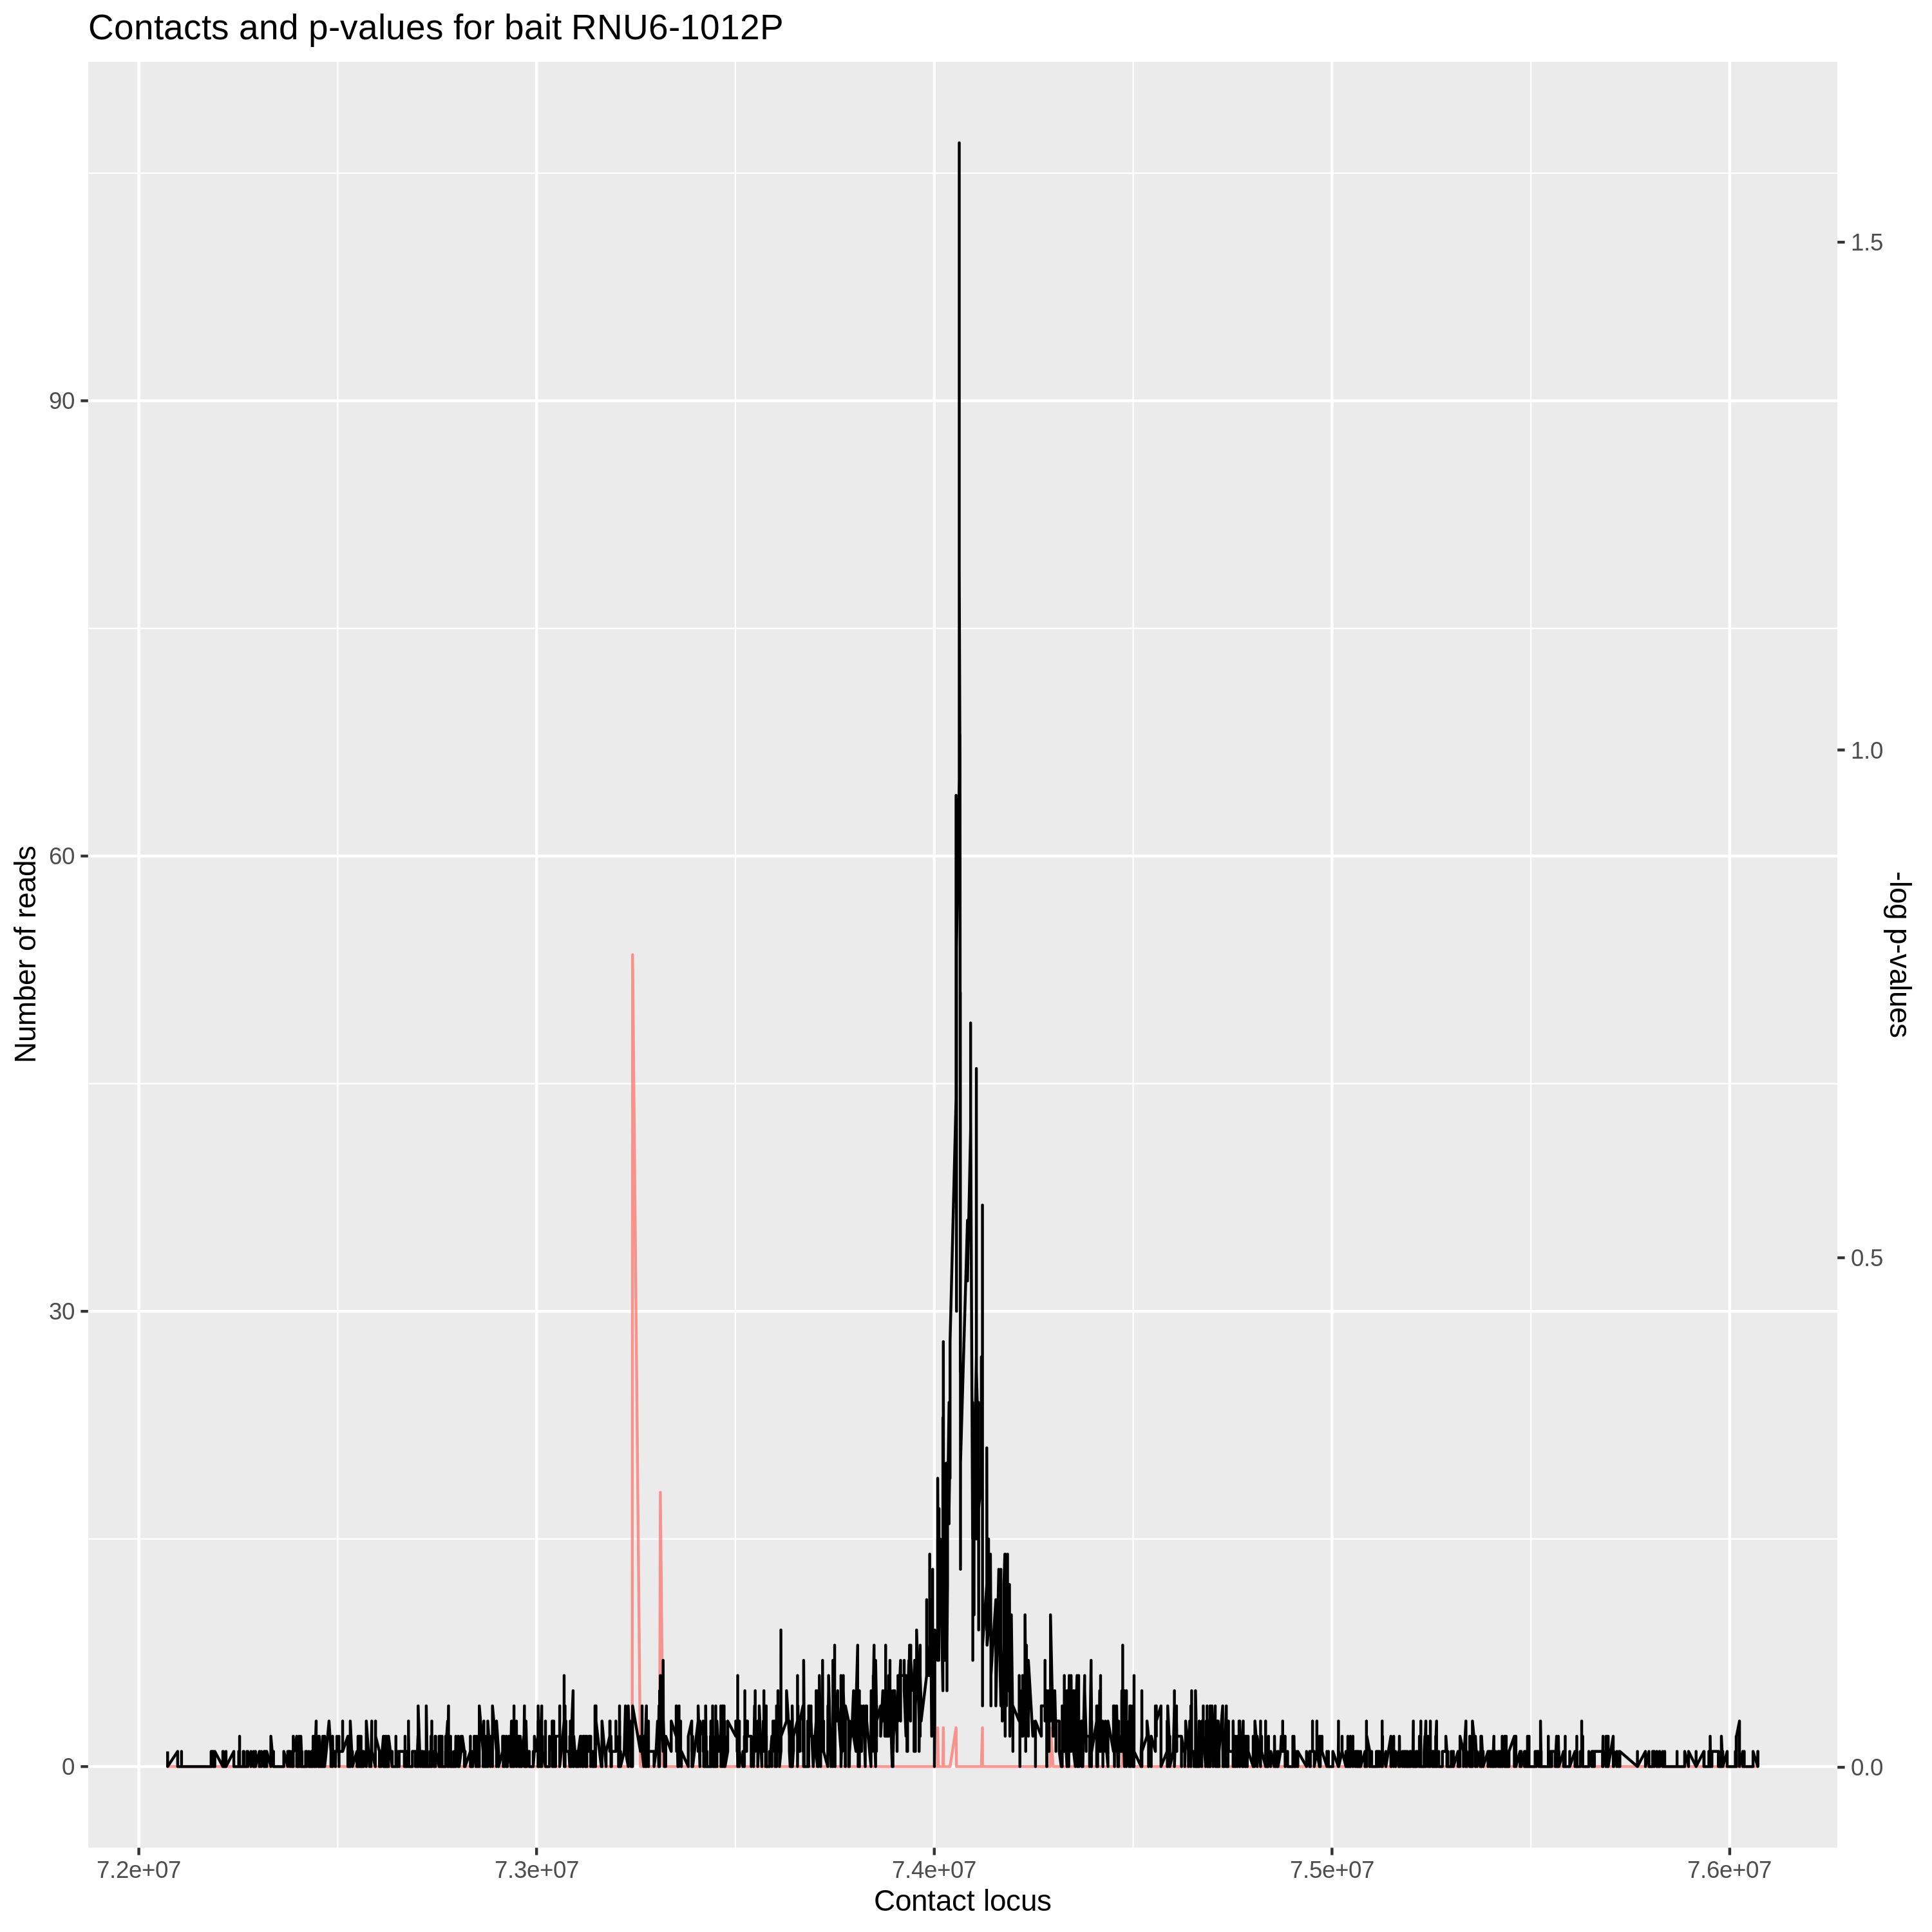 Contacts and p-values for bait RNU6-1012P
90
60
30
0
Number of reads
1.5
1.0
0.5
0.0
-log p-values
7.2e+07 7.3e+07 7.4e+07 7.5e+07 7.6e+07
Contact locus